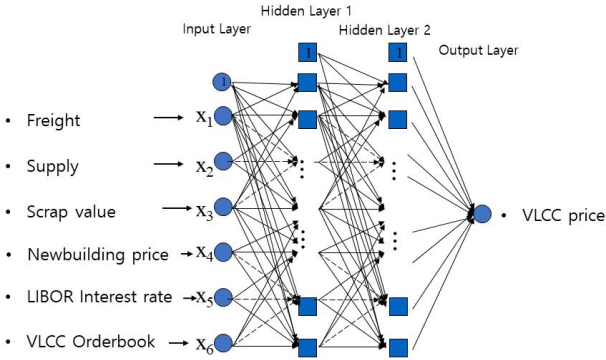 Hidden Layer 1
Input Layer
Hidden Layer 2
Output Layer
1
1
1
• Freight x1
• Supply x2
• Scrap value x3
• VLCC price
• Newbuilding price x4
• LIBOR Interest rate x5
• VLCC Orderbook x6